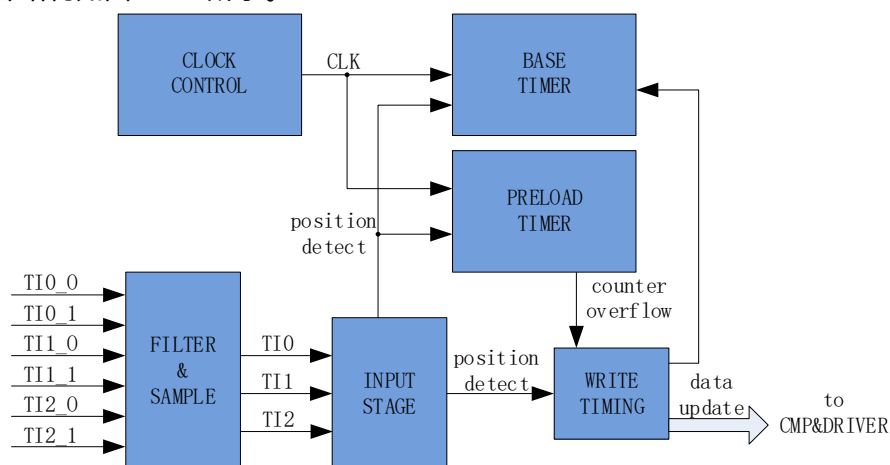 CLOCK
CONTROL
CLK
BASE
TIMER
PRELOAD
TIMER
position
detect
counter
overflow
TI0_0
TI0_1
TI1_0
TI1_1
TI2_0
TI2_1
FILTER
&
SAMPLE
TI0
TI1
TI2
INPUT
STAGE
position
detect
WRITE
TIMING
data
update
to
CMP&DRIVER